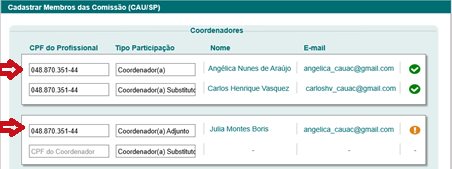 Cadastrar Membros das Comissão (CAU/SP)
Coordenadores
CPF do Profissional Tipo Participação Nome E-mail
048.870.351-44 Coordenador(a) Angélica Nunes de Araújo angelica_cauac@gmail.com
048.870.351-44 Coordenador(a) Substituto Carlos Henrique Vasquez carloshv_cauac@gmail.com
048.870.351-44 Coordenador(a) Adjunto Julia Montes Boris angelica_cauac@gmail.com
CPF do Coordenador Coordenador(a) Substituto - - -